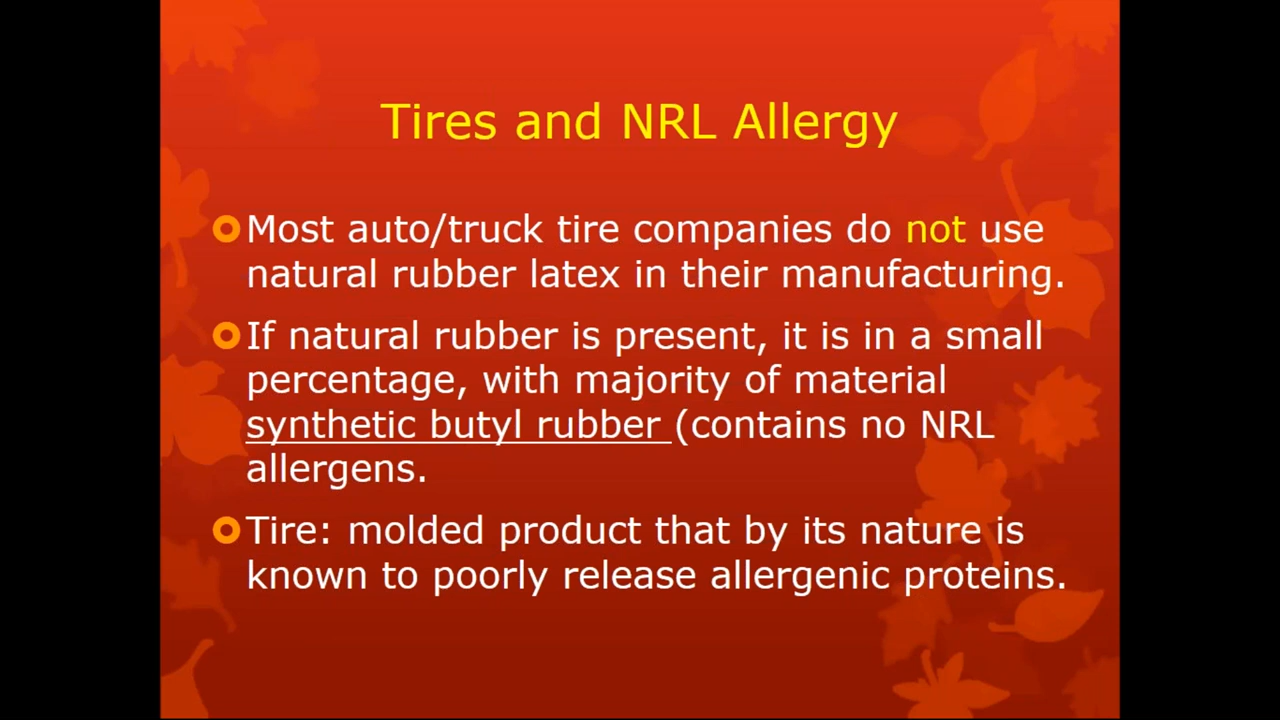 Tires and NRL Allergy
Most auto/truck tire companies do not use
natural rubber latex in their manufacturing.
If natural rubber is present, it is in a small
percentage, with majority of material
synthetic butyl rubber (contains no NRL
allergens.
Tire: molded product that by its nature is
known to poorly release allergenic proteins.